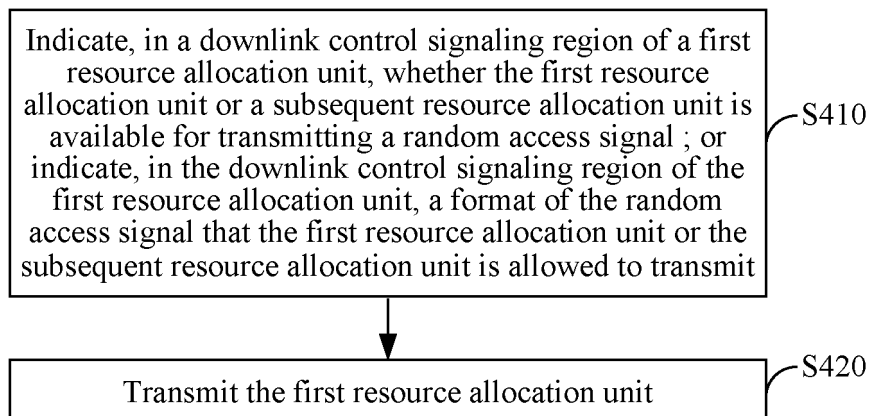 Indicate, in a downlink control signaling region of a first
resource allocation unit, whether the first resource
allocation unit or a subsequent resource allocation unit is
available for transmitting a random access signal ; or
indicate, in the downlink control signaling region of the
first resource allocation unit, a format of the random
access signal that the first resource allocation unit or the
subsequent resource allocation unit is allowed to transmit
S410
Transmit the first resource allocation unit
S420